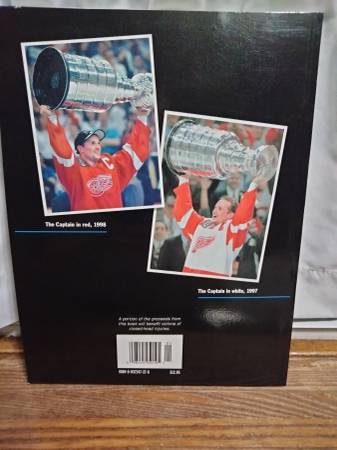 The Captain in red, 1998
The Captain in white, 1997
A portion of the proceeds from
this book will benefit victims of
closed-head injuries.